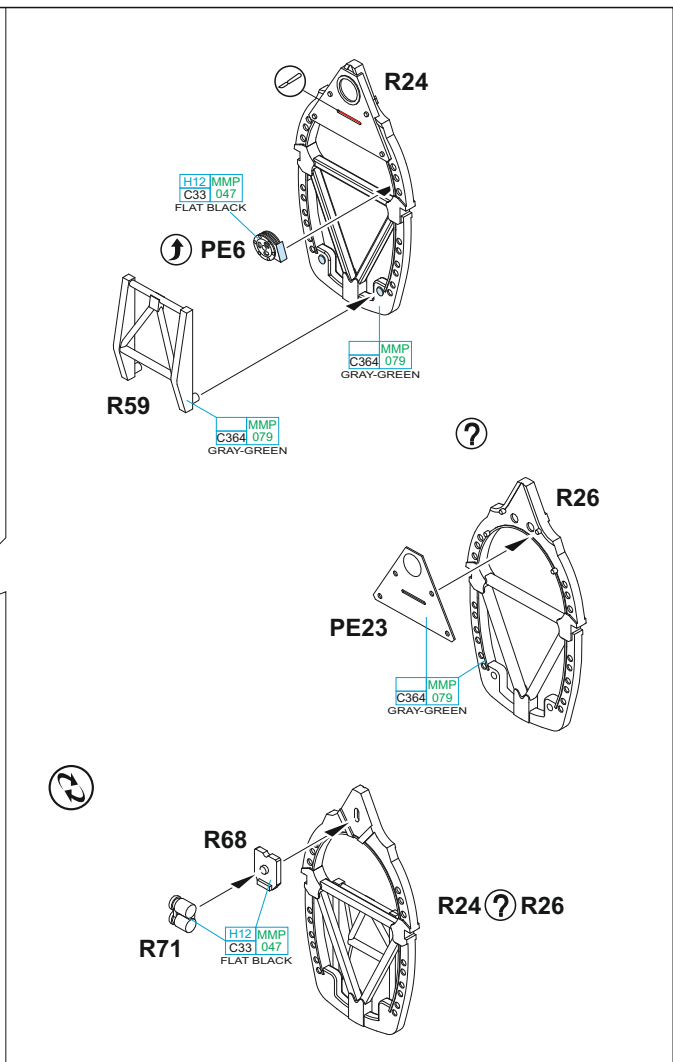 R24
H12 MMP
C33 047
FLAT BLACK
PE6
MMP
C364 079
GRAY-GREEN
R59
MMP
C364 079
GRAY-GREEN
?
R26
PE23
MMP
C364 079
GRAY-GREEN
R68
R24 ? R26
H12 MMP
C33 047
FLAT BLACK
R71